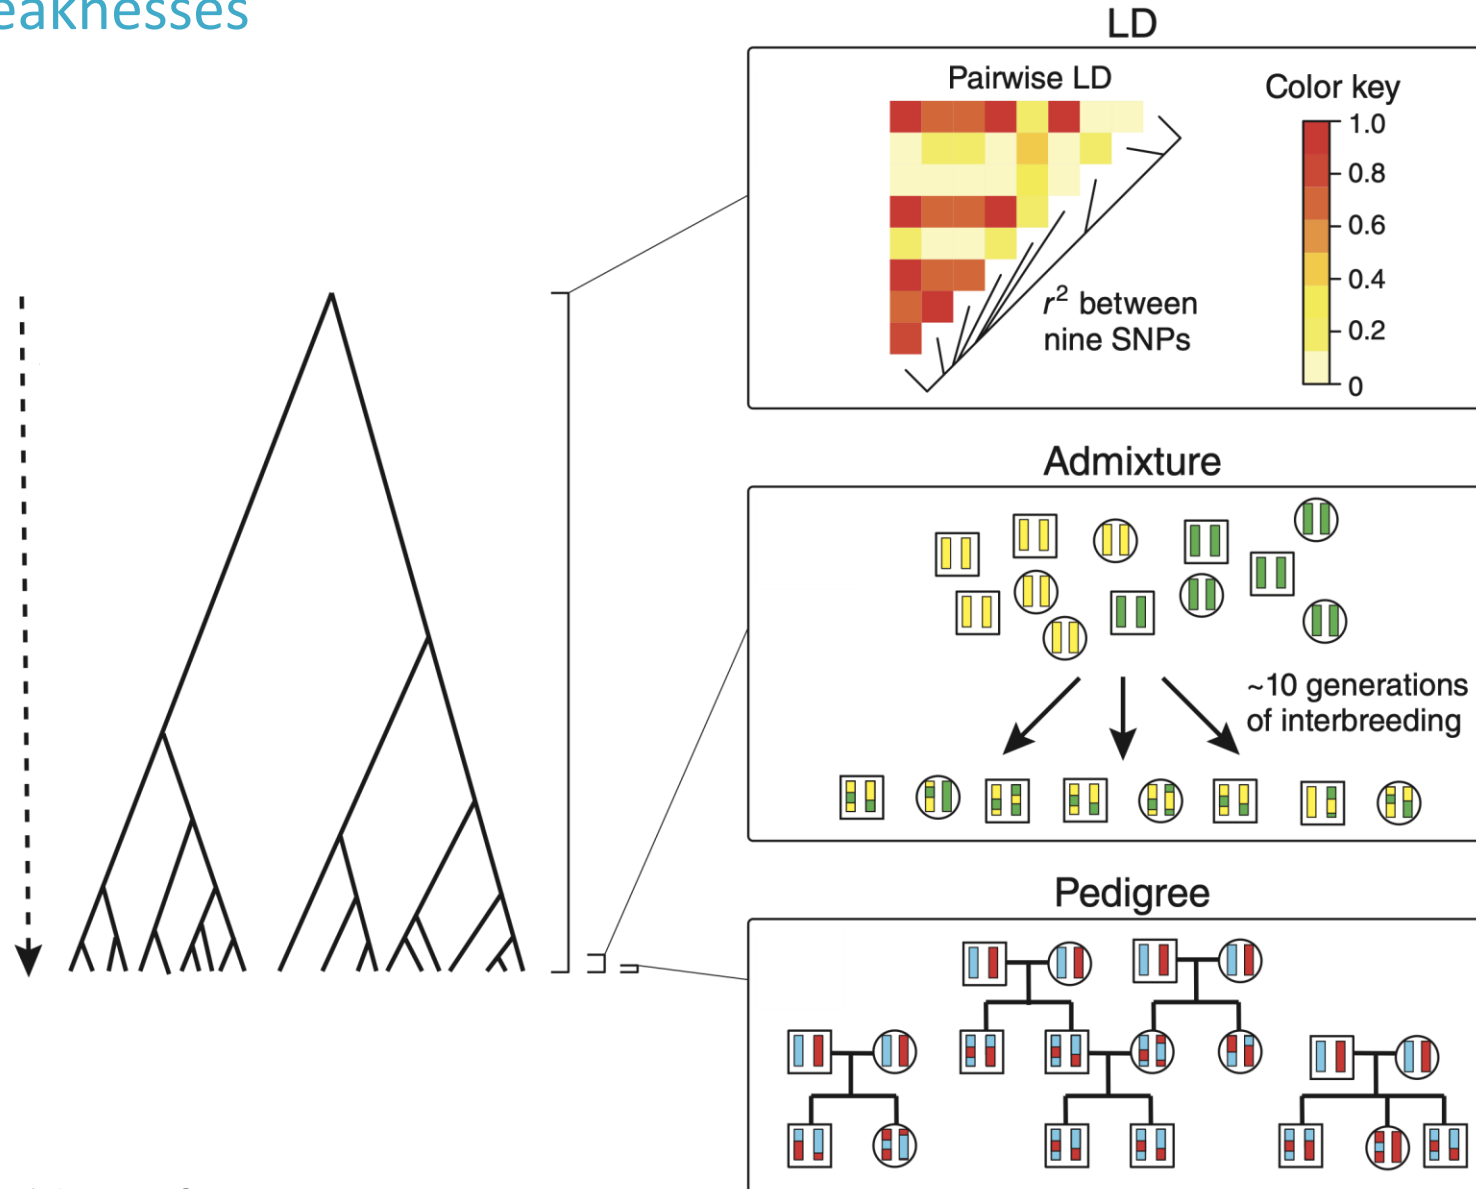 eaknesses
LD
Pairwise LD
Color key
1.0
0.8
0.6
0.4
0.2
0
r² between
nine SNPs
Admixture
~10 generations
of interbreeding
Pedigree